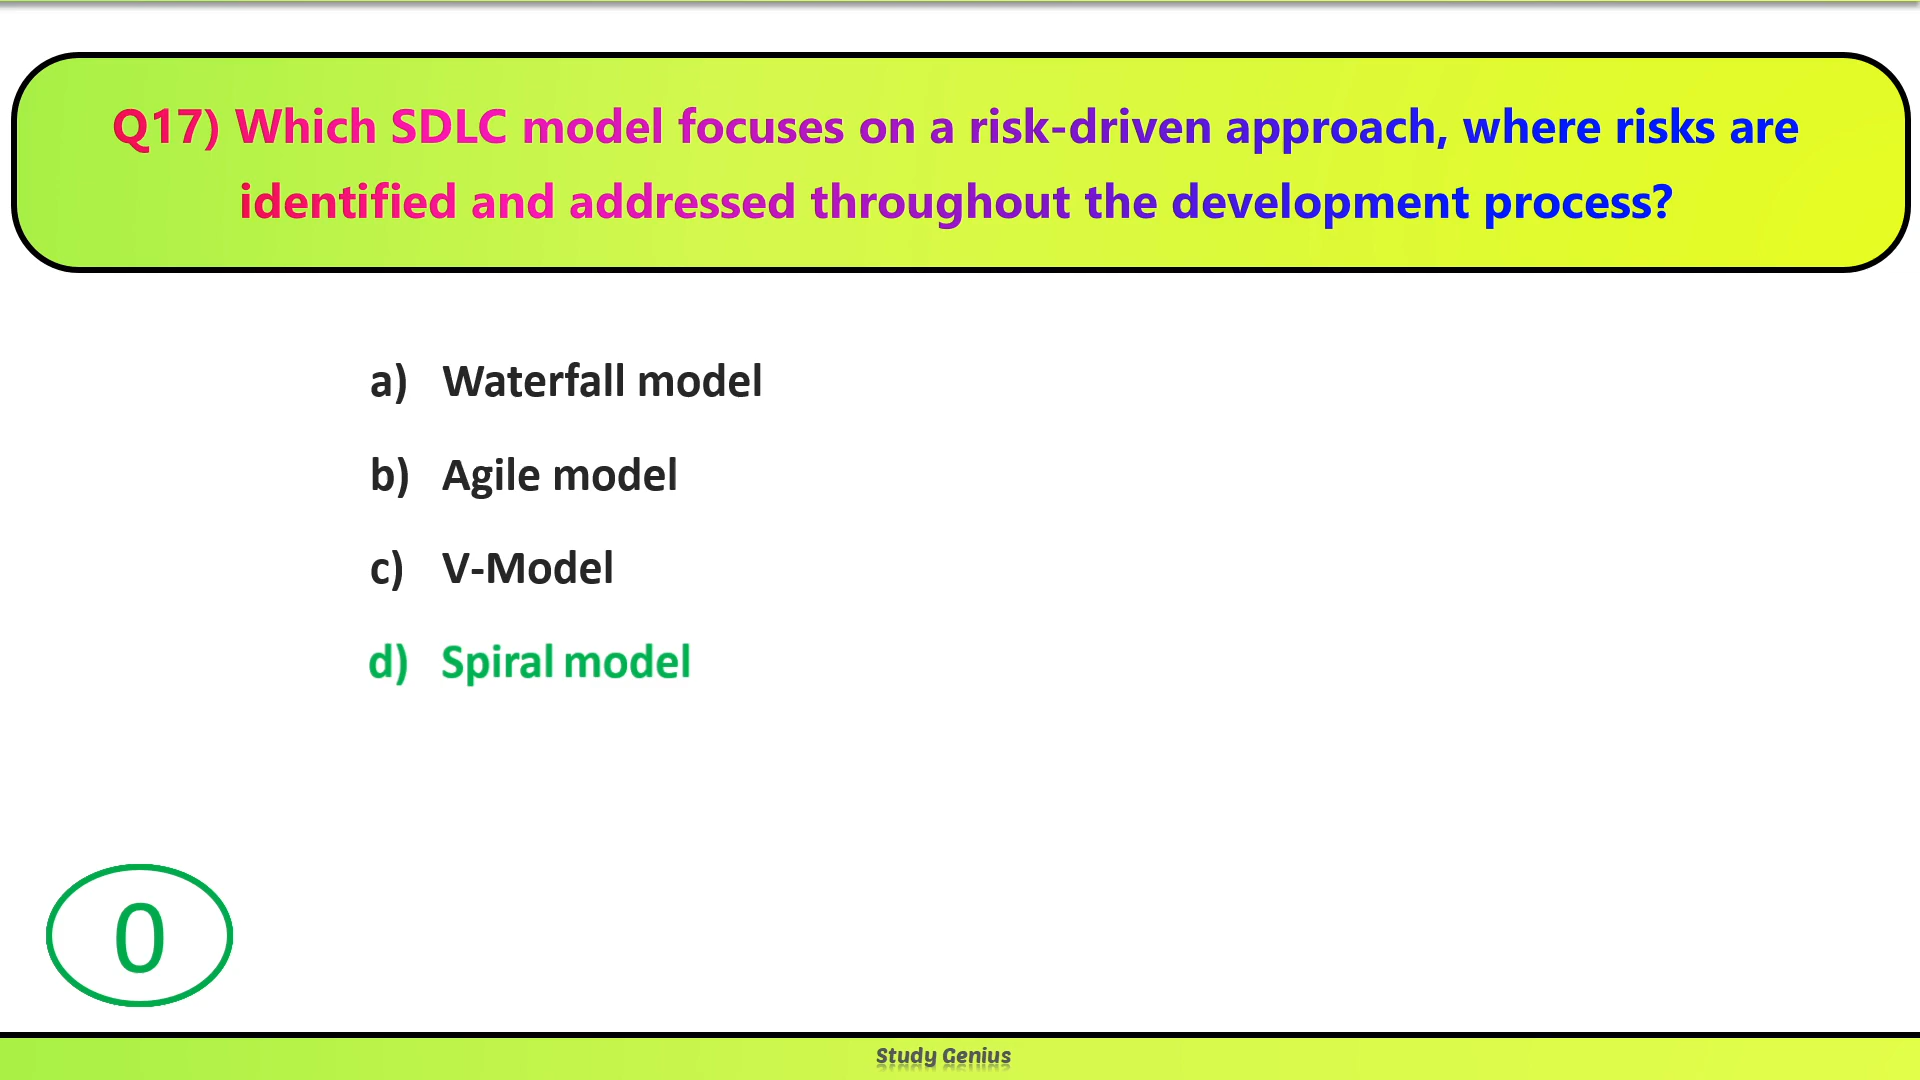 Q17) Which SDLC model focuses on a risk-driven approach, where risks are
identified and addressed throughout the development process?
a) Waterfall model
b) Agile model
c) V-Model
d) Spiral model
0
Study Genius